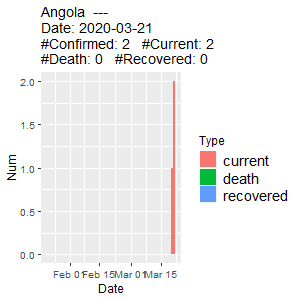 Angola  ---
Date: 2020-03-21
#Confirmed: 2   #Current: 2
#Death: 0   #Recovered: 0
Type
current
death
recovered
Num
2.0
1.5
1.0
0.5
0.0
Feb 01 Feb 15 Mar 01 Mar 15
Date